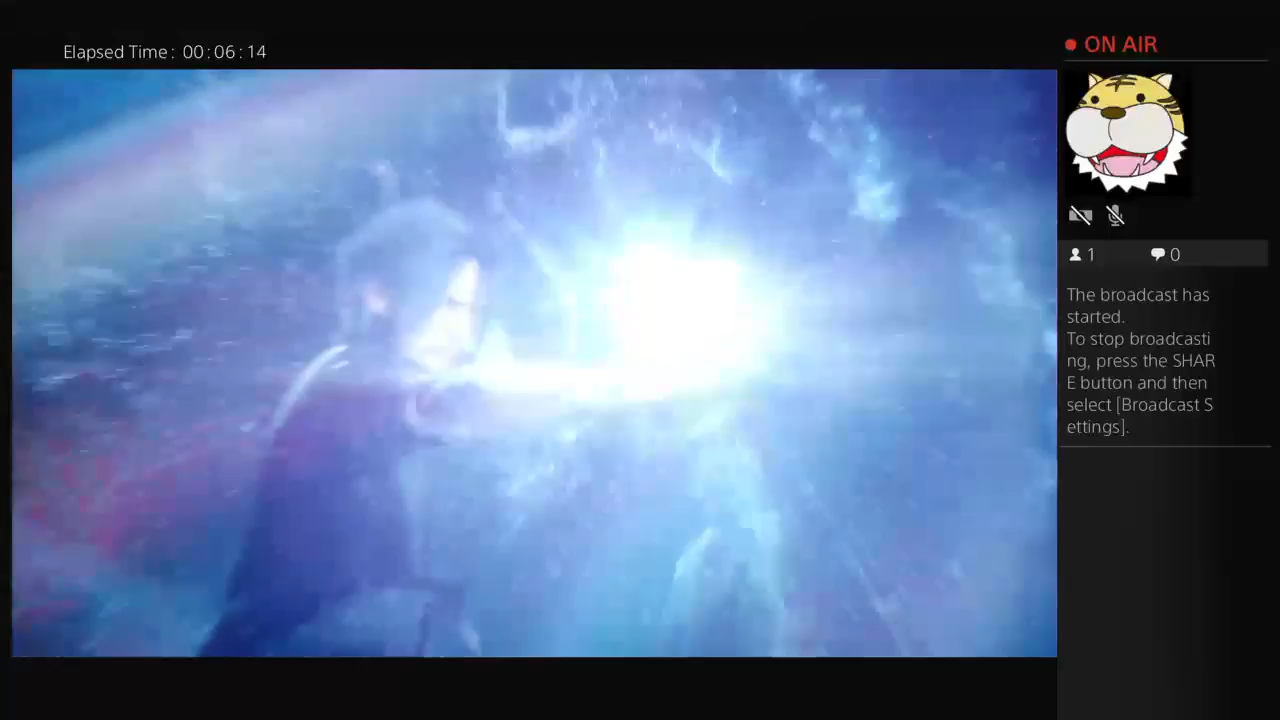 Elapsed Time: 00:06:14
ON AIR
1 0
The broadcast has
started.
To stop broadcasti
ng, press the SHAR
E button and then
select [Broadcast S
ettings].